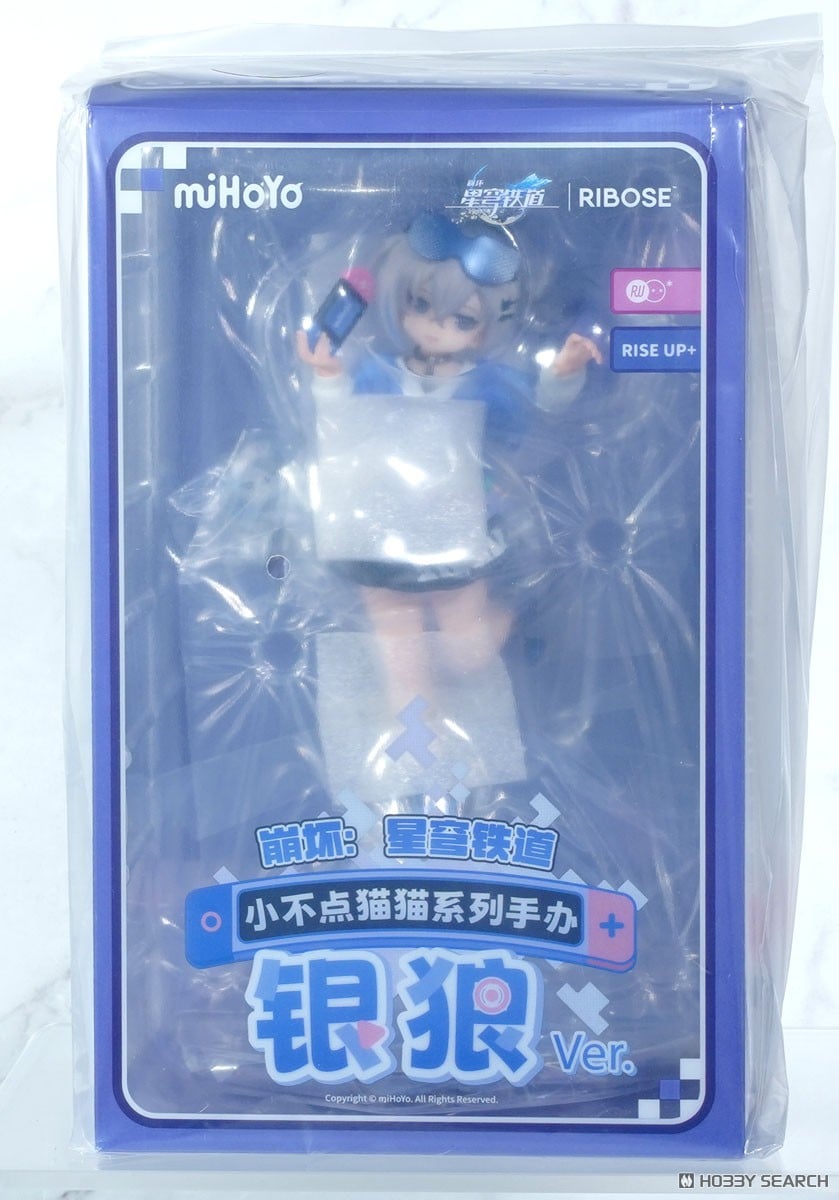 miHoYo
崩坏
星穹铁道
RIBOSE
RU
RISE UP+
崩坏：星穹铁道
小不点猫猫系列手办
银狼 Ver.
Copyright © miHoYo. All Rights Reserved.
HOBBY SEARCH